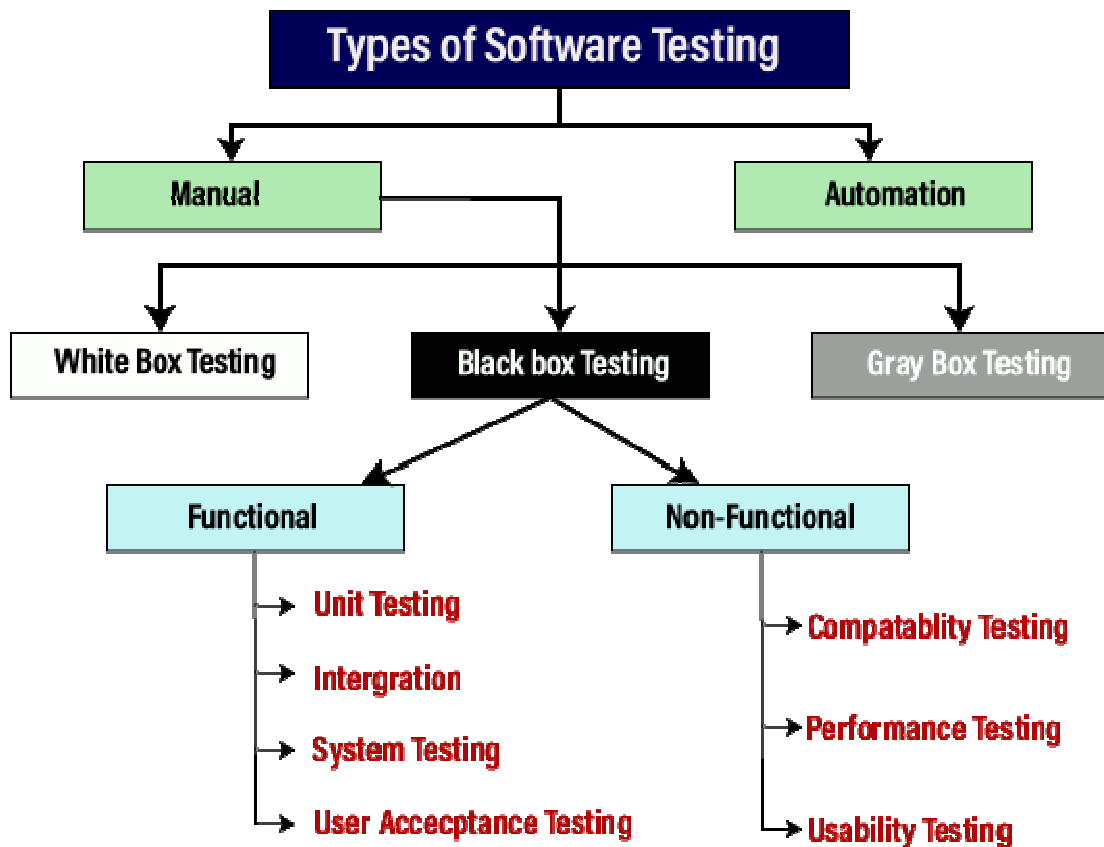 Types of Software Testing
Manual
Automation
White Box Testing
Black box Testing
Gray Box Testing
Functional
Non-Functional
Unit Testing
Intergration
System Testing
User Accecptance Testing
Compatablity Testing
Performance Testing
Usability Testing